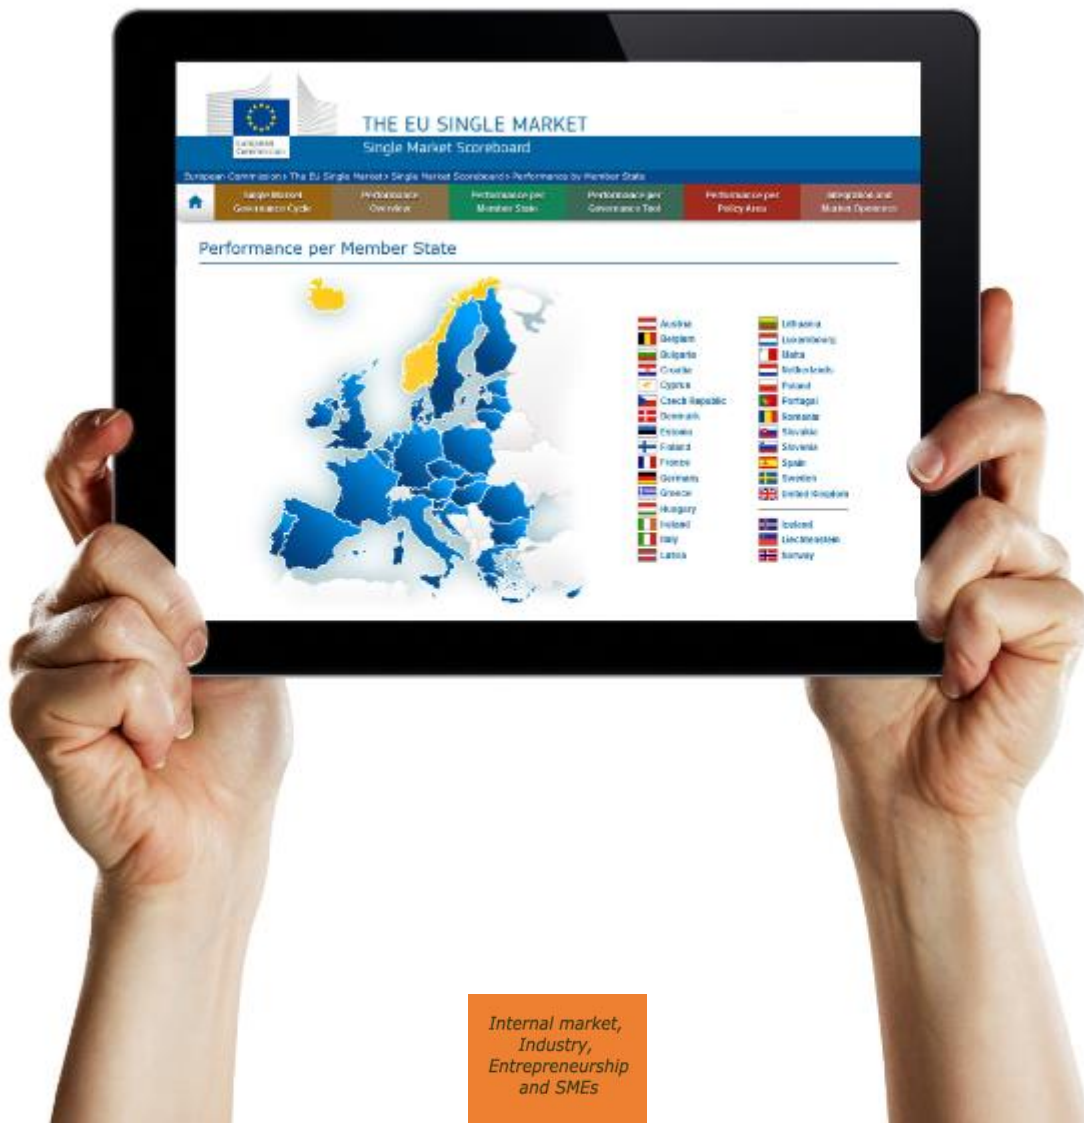 THE EU SINGLE MARKET
European
Commission
Single Market Scoreboard
European Commission > The EU Single Market > Single Market Scoreboard > Performance by Member State
Single Market
Governance Cycle
Performance
Overview
Performance per
Member State
Performance per
Governance Tool
Performance per
Policy Area
Integration and
Market Openness
Performance per Member State
Austria
Belgium
Bulgaria
Croatia
Cyprus
Czech Republic
Denmark
Estonia
Finland
France
Germany
Greece
Hungary
Ireland
Italy
Latvia
Lithuania
Luxembourg
Malta
Netherlands
Poland
Portugal
Romania
Slovakia
Slovenia
Spain
Sweden
United Kingdom
Iceland
Liechtenstein
Norway
Internal market,
Industry,
Entrepreneurship
and SMEs